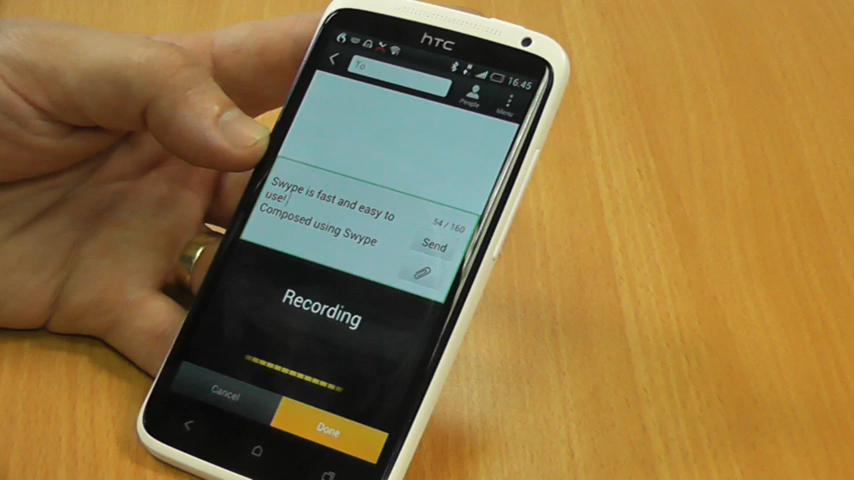 hTC
16.45
To
People
Menu
Swype is fast and easy to
use!
54 / 160
Composed using Swype
Send
Recording
Cancel
Done